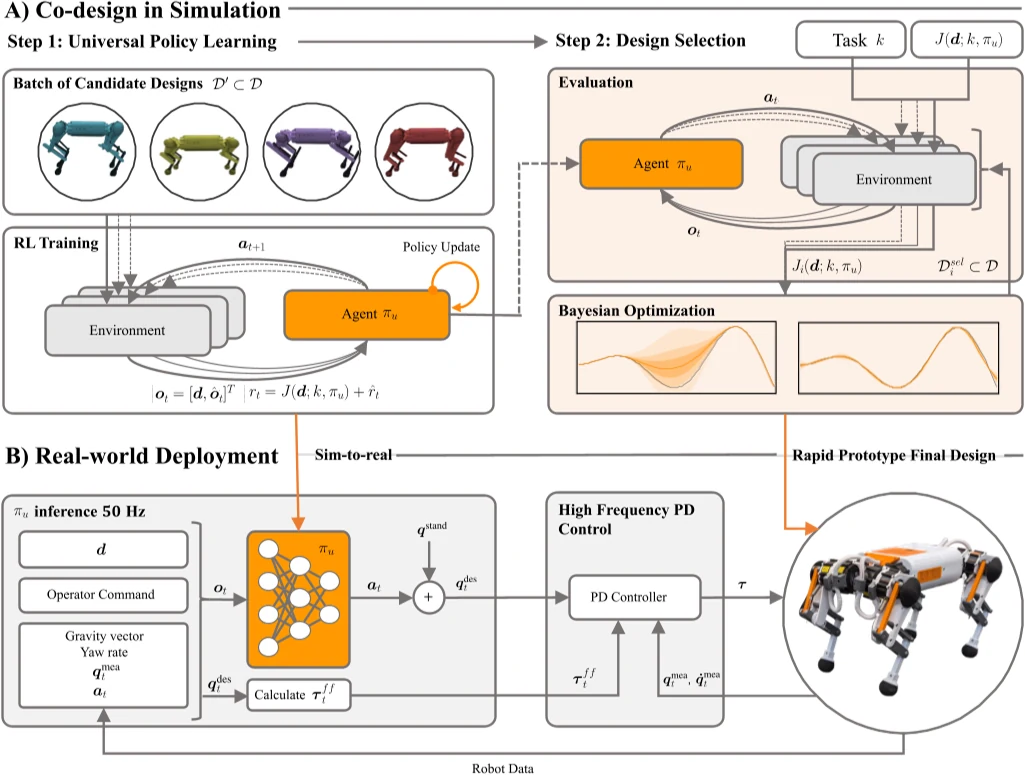 A) Co-design in Simulation
Step 1: Universal Policy Learning
Step 2: Design Selection
Task k
J(d; k, π_u)
Batch of Candidate Designs 𝒟′ ⊂ 𝒟
Evaluation
a_t
Agent π_u
Environment
o_t
J_i(d; k, π_u)
𝒟_i^{sel} ⊂ 𝒟
RL Training
a_{t+1}
Policy Update
Environment
Agent π_u
o_t = [d, ô_t]^T
r_t = J(d; k, π_u) + r̂_t
Bayesian Optimization
B) Real-world Deployment
Sim-to-real
Rapid Prototype Final Design
π_u inference 50 Hz
d
Operator Command
Gravity vector
Yaw rate
q_t^{mea}
a_t
o_t
π_u
a_t
q^{stand}
+
q_t^{des}
q_t^{des}
Calculate τ_t^{ff}
High Frequency PD
Control
PD Controller
τ
τ_t^{ff}
q_t^{mea}, q̇_t^{mea}
Robot Data